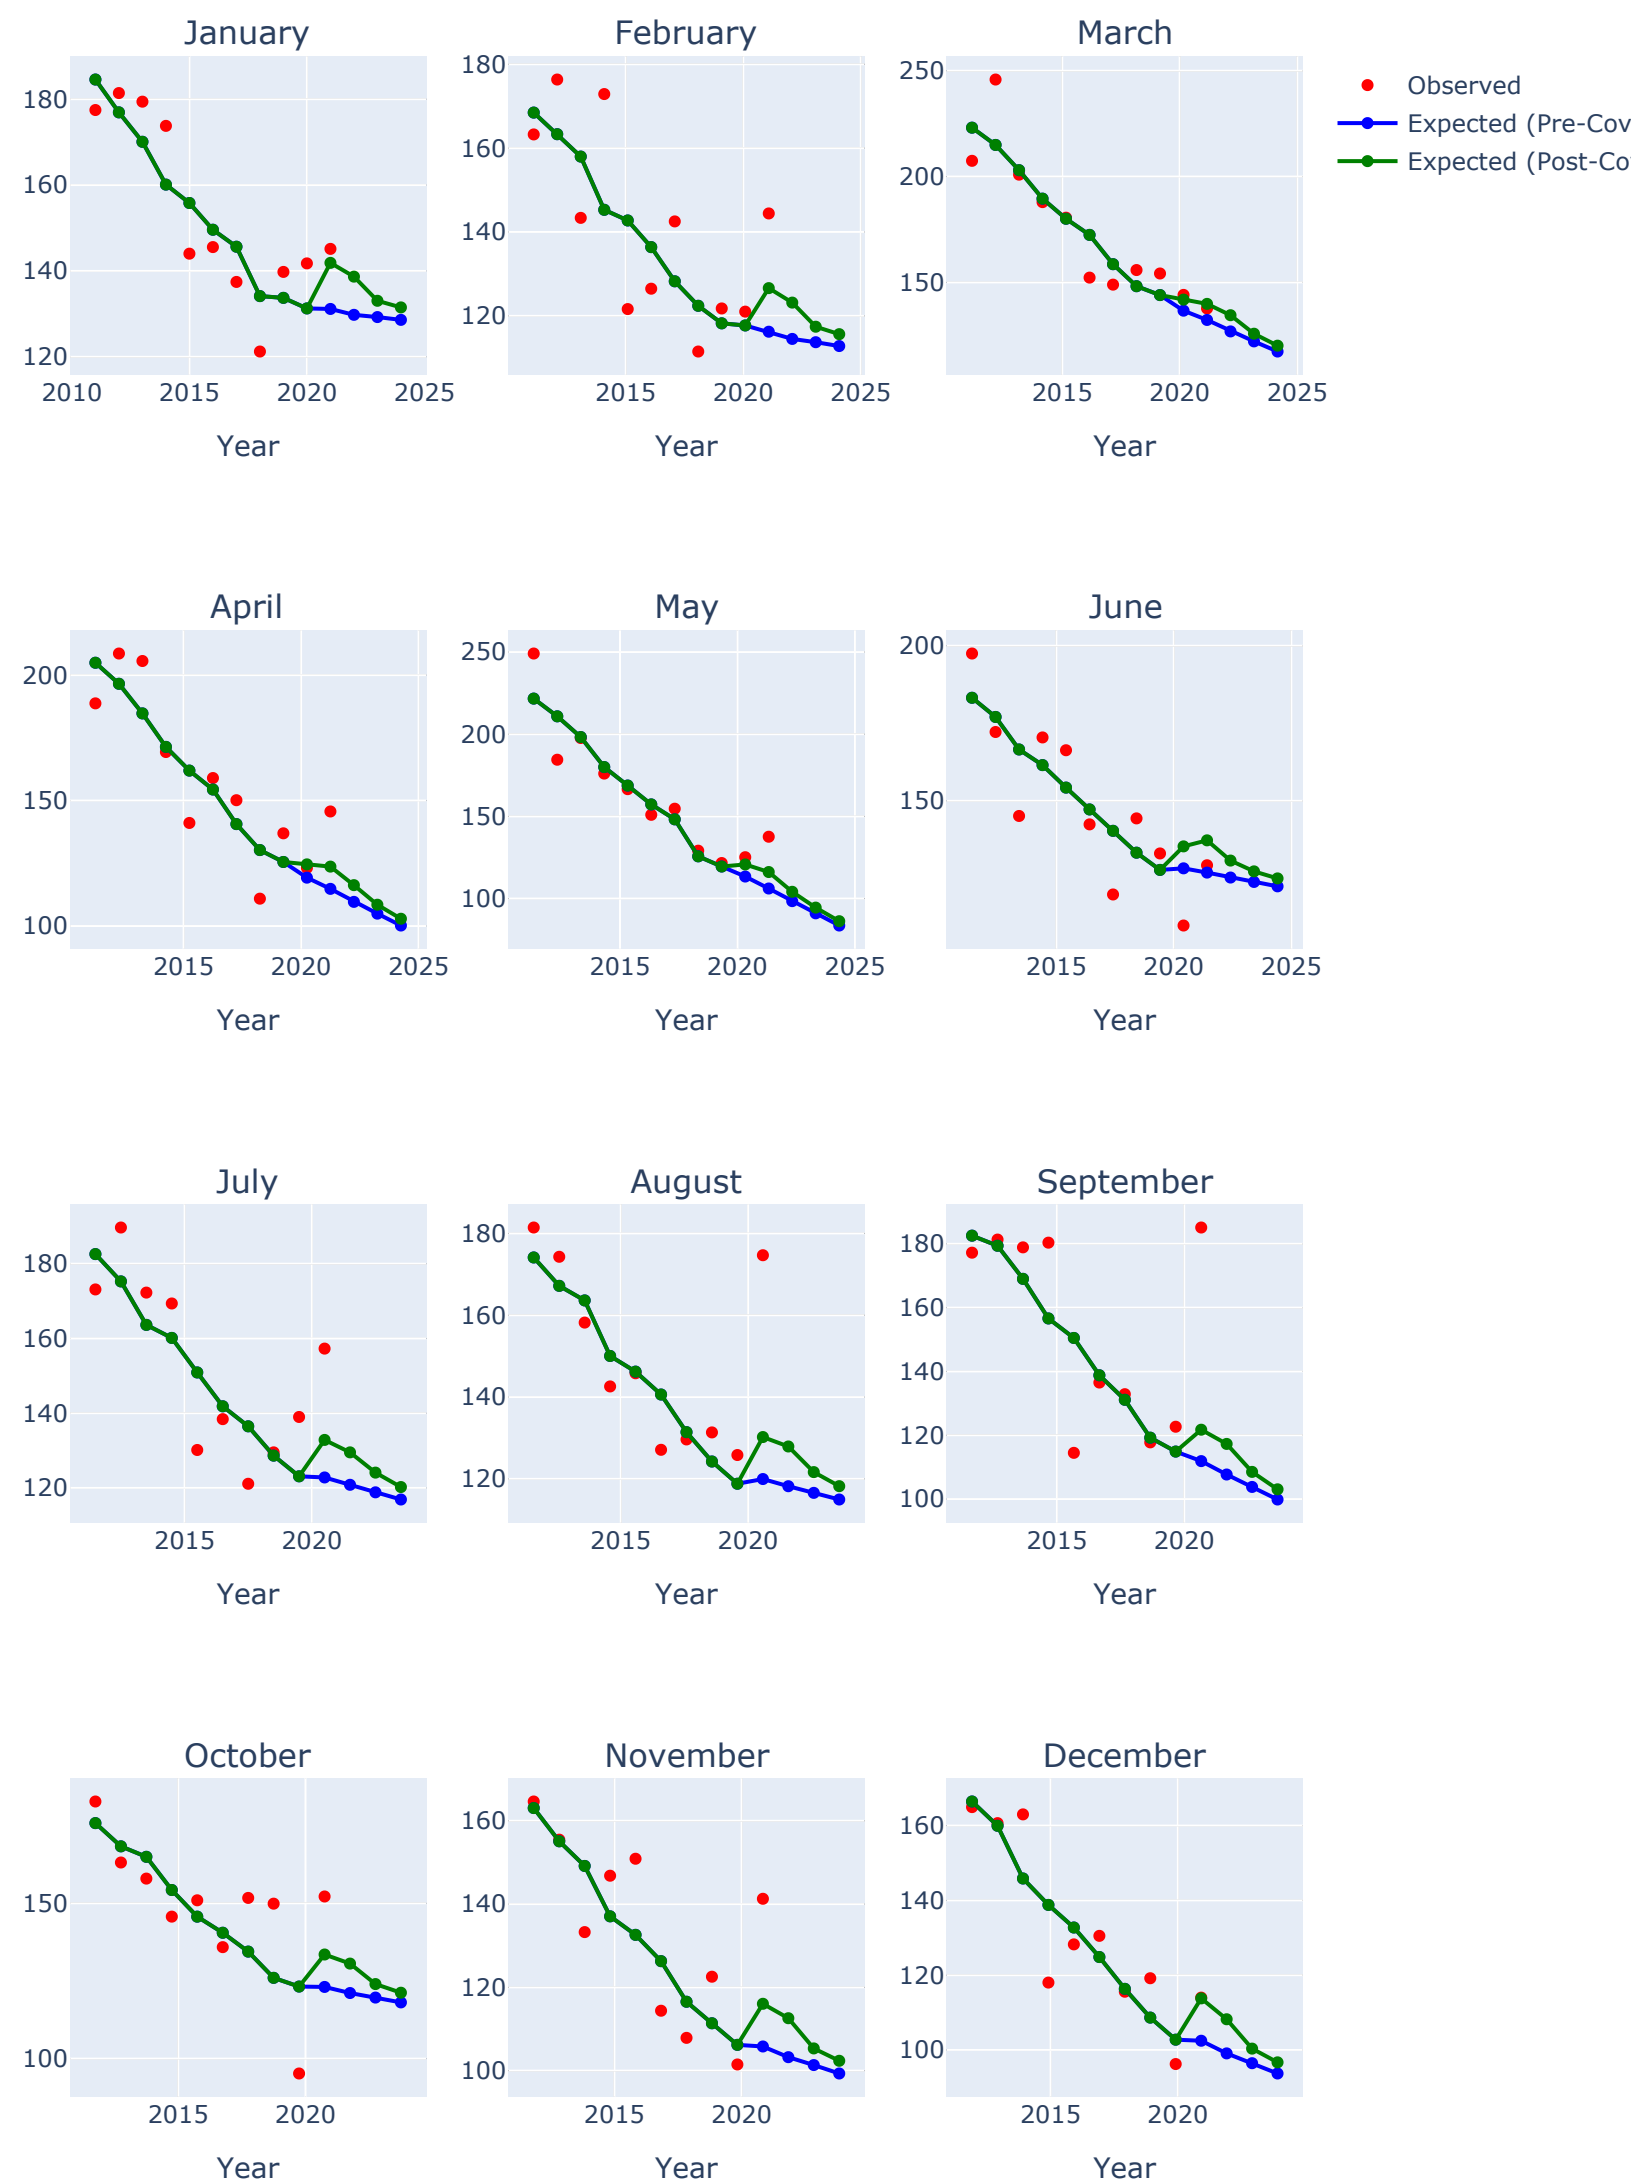 January
February
March
180
160
140
120
2010
2015
2020
2025
Year
180
160
140
120
2015
2020
2025
Year
250
200
150
2015
2020
2025
Year
Observed
Expected (Pre-Cov
Expected (Post-Co
April
May
June
200
150
100
2015
2020
2025
Year
250
200
150
100
2015
2020
2025
Year
200
150
2015
2020
2025
Year
July
August
September
180
160
140
120
2015
2020
Year
180
160
140
120
2015
2020
Year
180
160
140
120
100
2015
2020
Year
October
November
December
150
100
2015
2020
Year
160
140
120
100
2015
2020
Year
160
140
120
100
2015
2020
Year